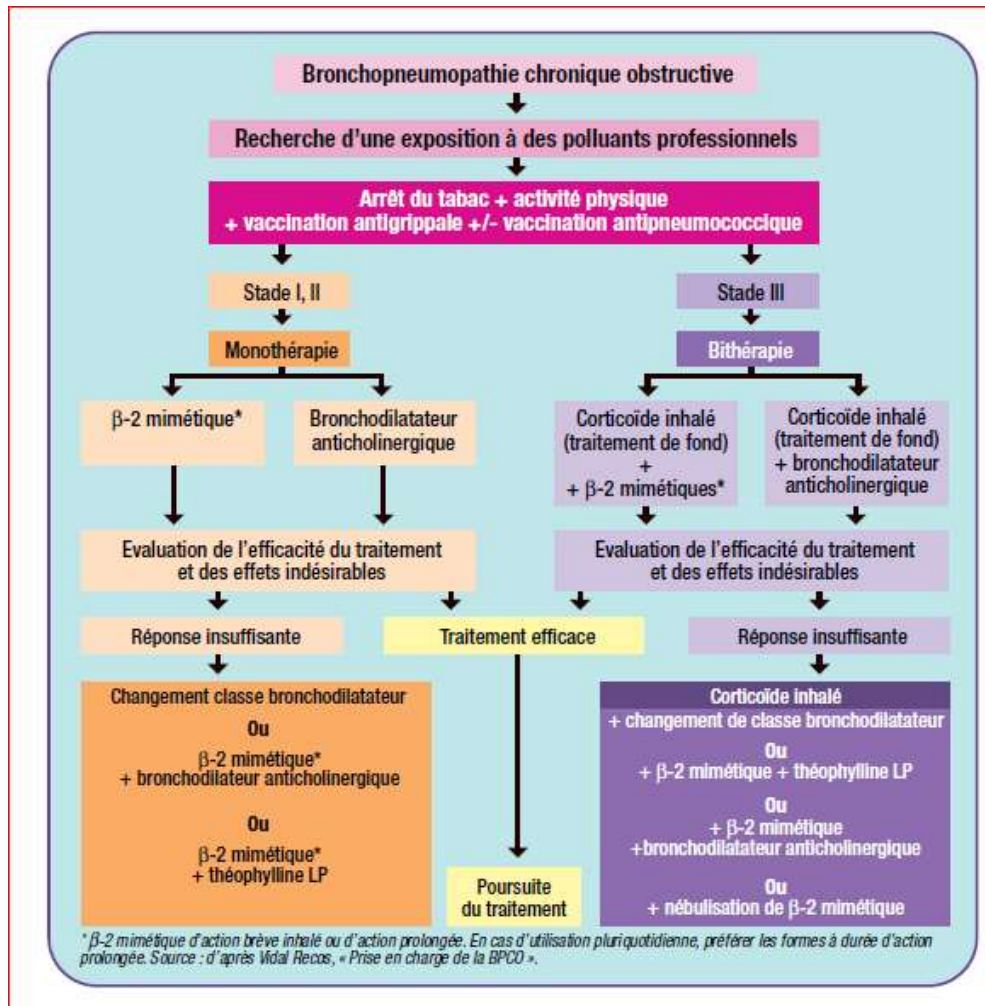 Bronchopneumopathie chronique obstructive
Recherche d'une exposition à des polluants professionnels
Arrêt du tabac + activité physique
+ vaccination antigrippale +/- vaccination antipneumococcique
Stade I, II
Stade III
Monothérapie
Bithérapie
β-2 mimétique*
Bronchodilatateur
anticholinergique
Corticoïde inhalé
(traitement de fond)
+
+ β-2 mimétiques*
Corticoïde inhalé
(traitement de fond)
+ bronchodilatateur
anticholinergique
Evaluation de l'efficacité du traitement
et des effets indésirables
Evaluation de l'efficacité du traitement
et des effets indésirables
Réponse insuffisante
Traitement efficace
Réponse insuffisante
Changement classe bronchodilatateur
Ou
β-2 mimétique*
+ bronchodilateur anticholinergique
Ou
β-2 mimétique*
+ théophylline LP
Poursuite
du traitement
Corticoïde inhalé
+ changement de classe bronchodilatateur
Ou
+ β-2 mimétique + théophylline LP
Ou
+ β-2 mimétique
+bronchodilatateur anticholinergique
Ou
+ nébulisation de β-2 mimétique
* β-2 mimétique d'action brève inhalé ou d'action prolongée. En cas d'utilisation pluriquotidienne, préférer les formes à durée d'action
prolongée. Source : d'après Vidal Recos, « Prise en charge de la BPCO ».